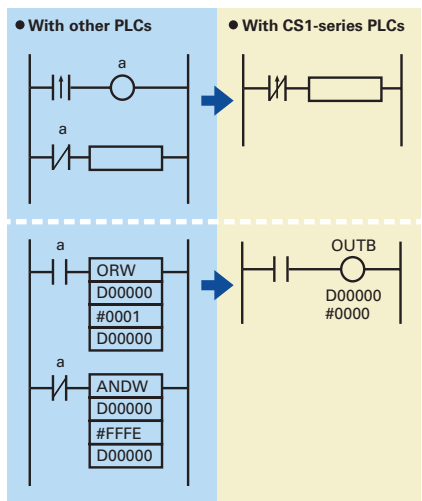 ● With other PLCs
● With CS1-series PLCs
a
a
a
ORW
D00000
#0001
D00000
a
ANDW
D00000
#FFFE
D00000
OUTB
D00000
#0000